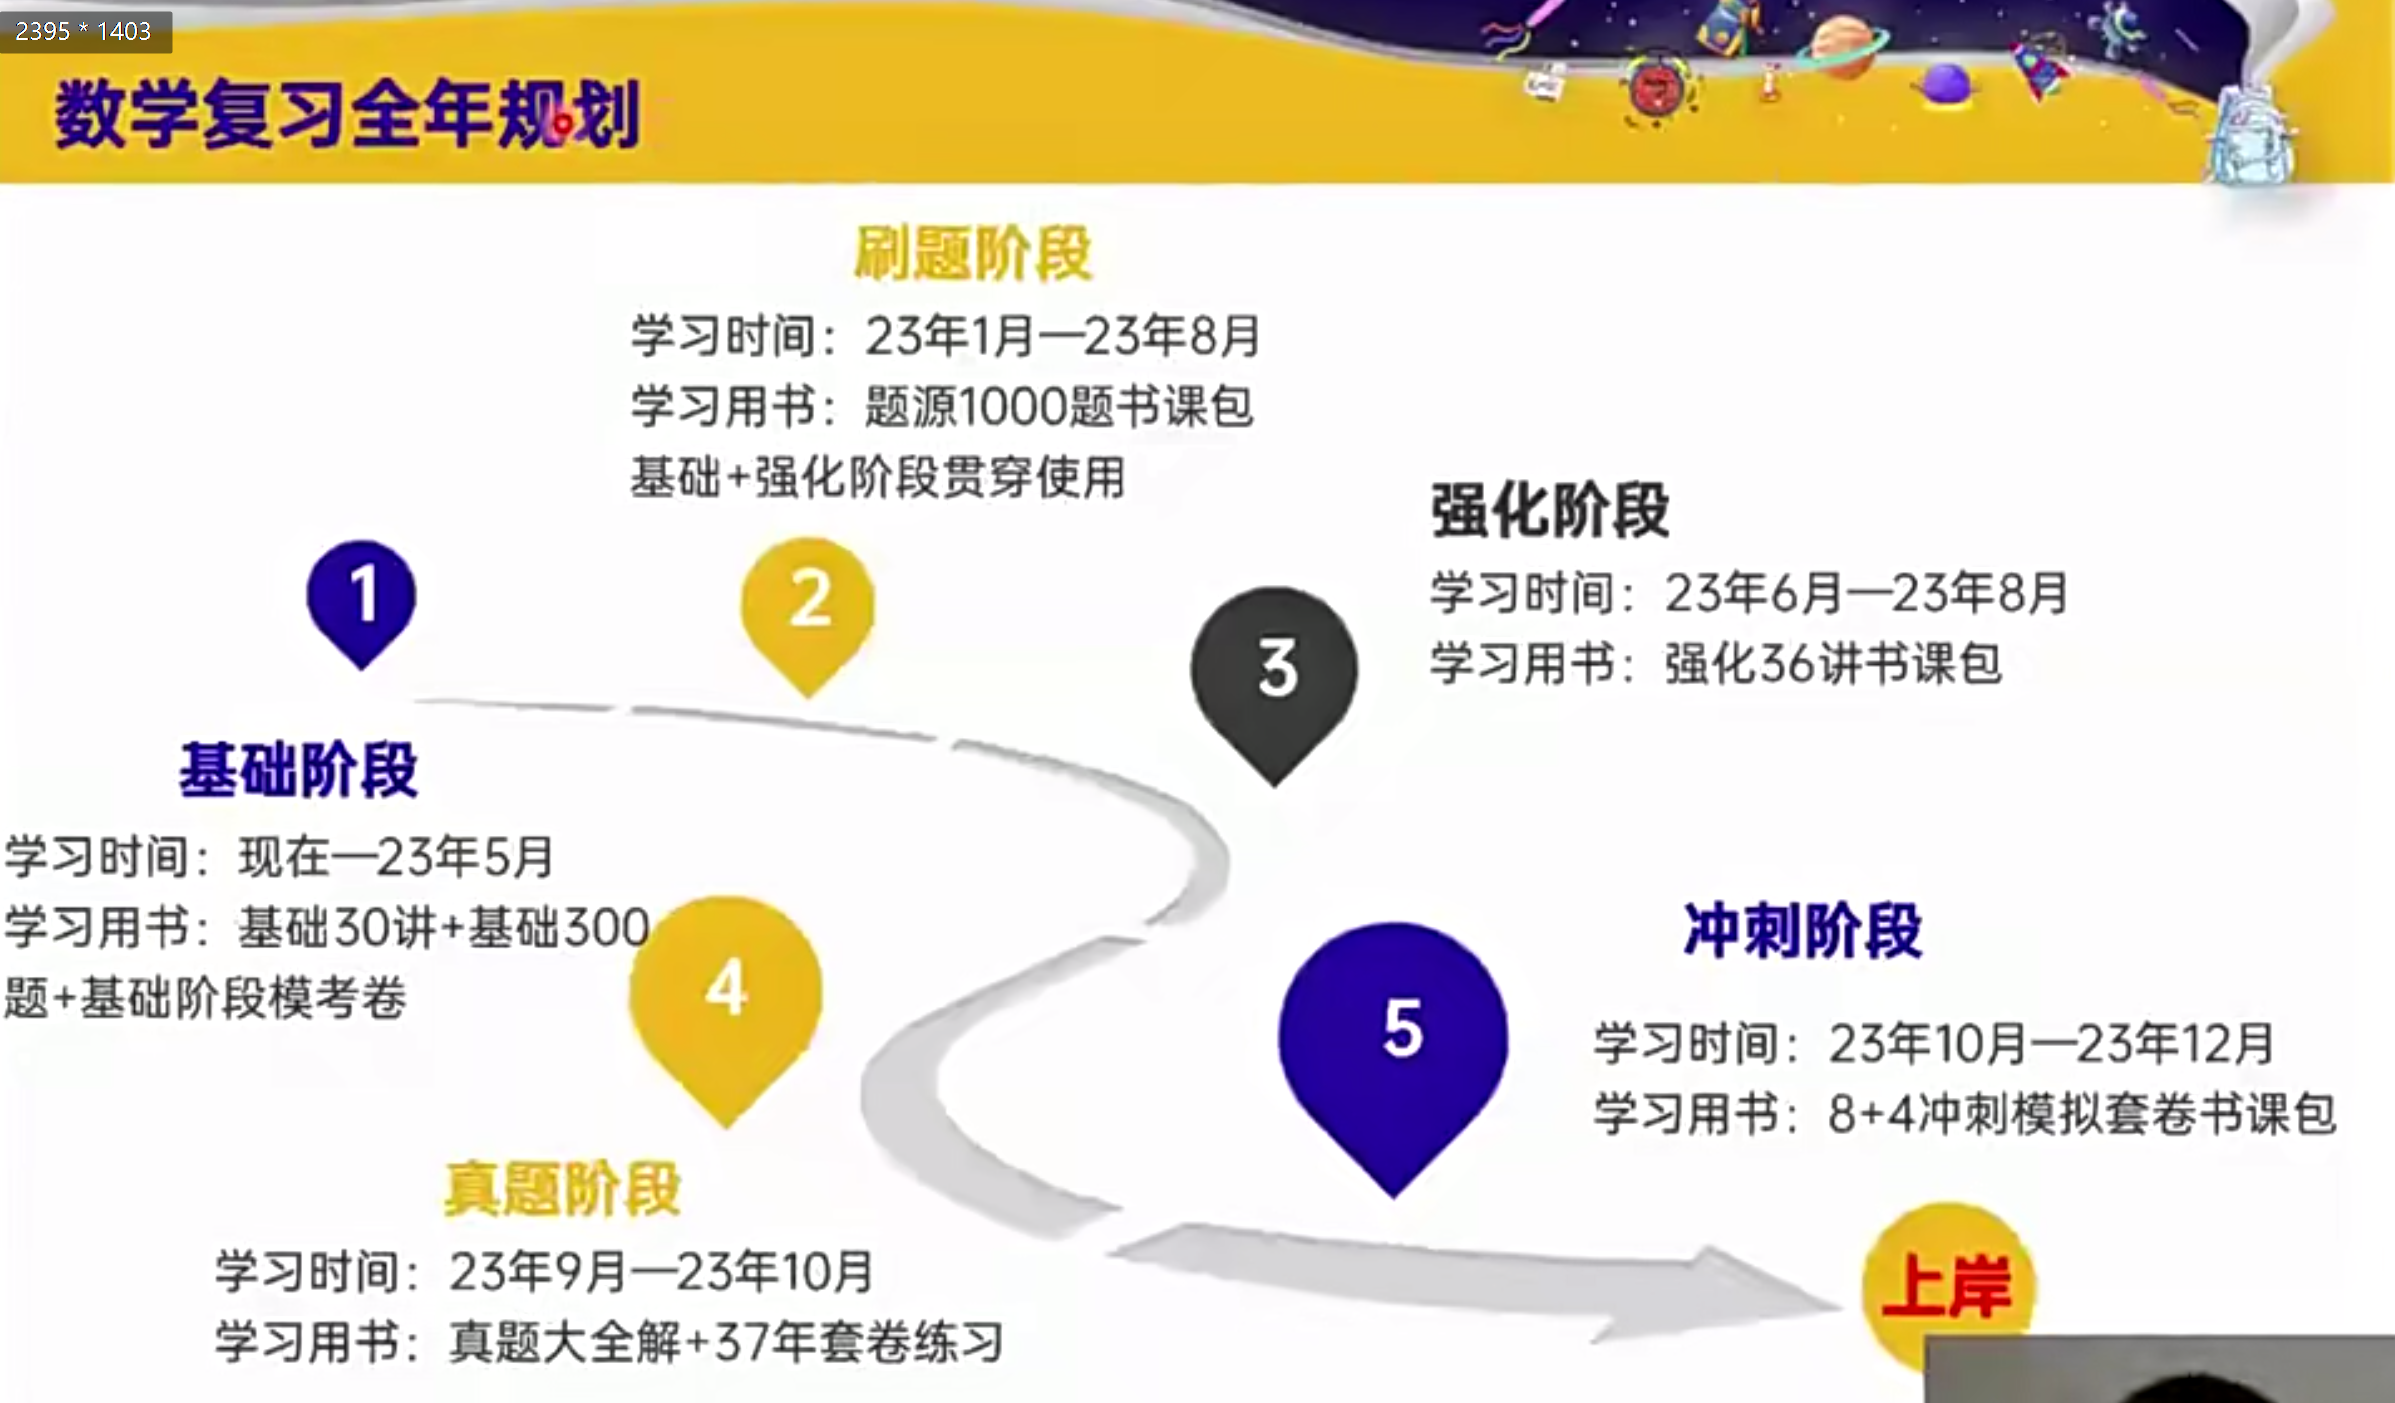 2395 * 1403
数学复习全年规划
刷题阶段
学习时间：23年1月—23年8月
学习用书：题源1000题书课包
基础+强化阶段贯穿使用
强化阶段
学习时间：23年6月—23年8月
学习用书：强化36讲书课包
1
2
3
基础阶段
学习时间：现在—23年5月
学习用书：基础30讲+基础300
题+基础阶段模考卷
4
5
冲刺阶段
学习时间：23年10月—23年12月
学习用书：8+4冲刺模拟套卷书课包
真题阶段
学习时间：23年9月—23年10月
学习用书：真题大全解+37年套卷练习
上岸